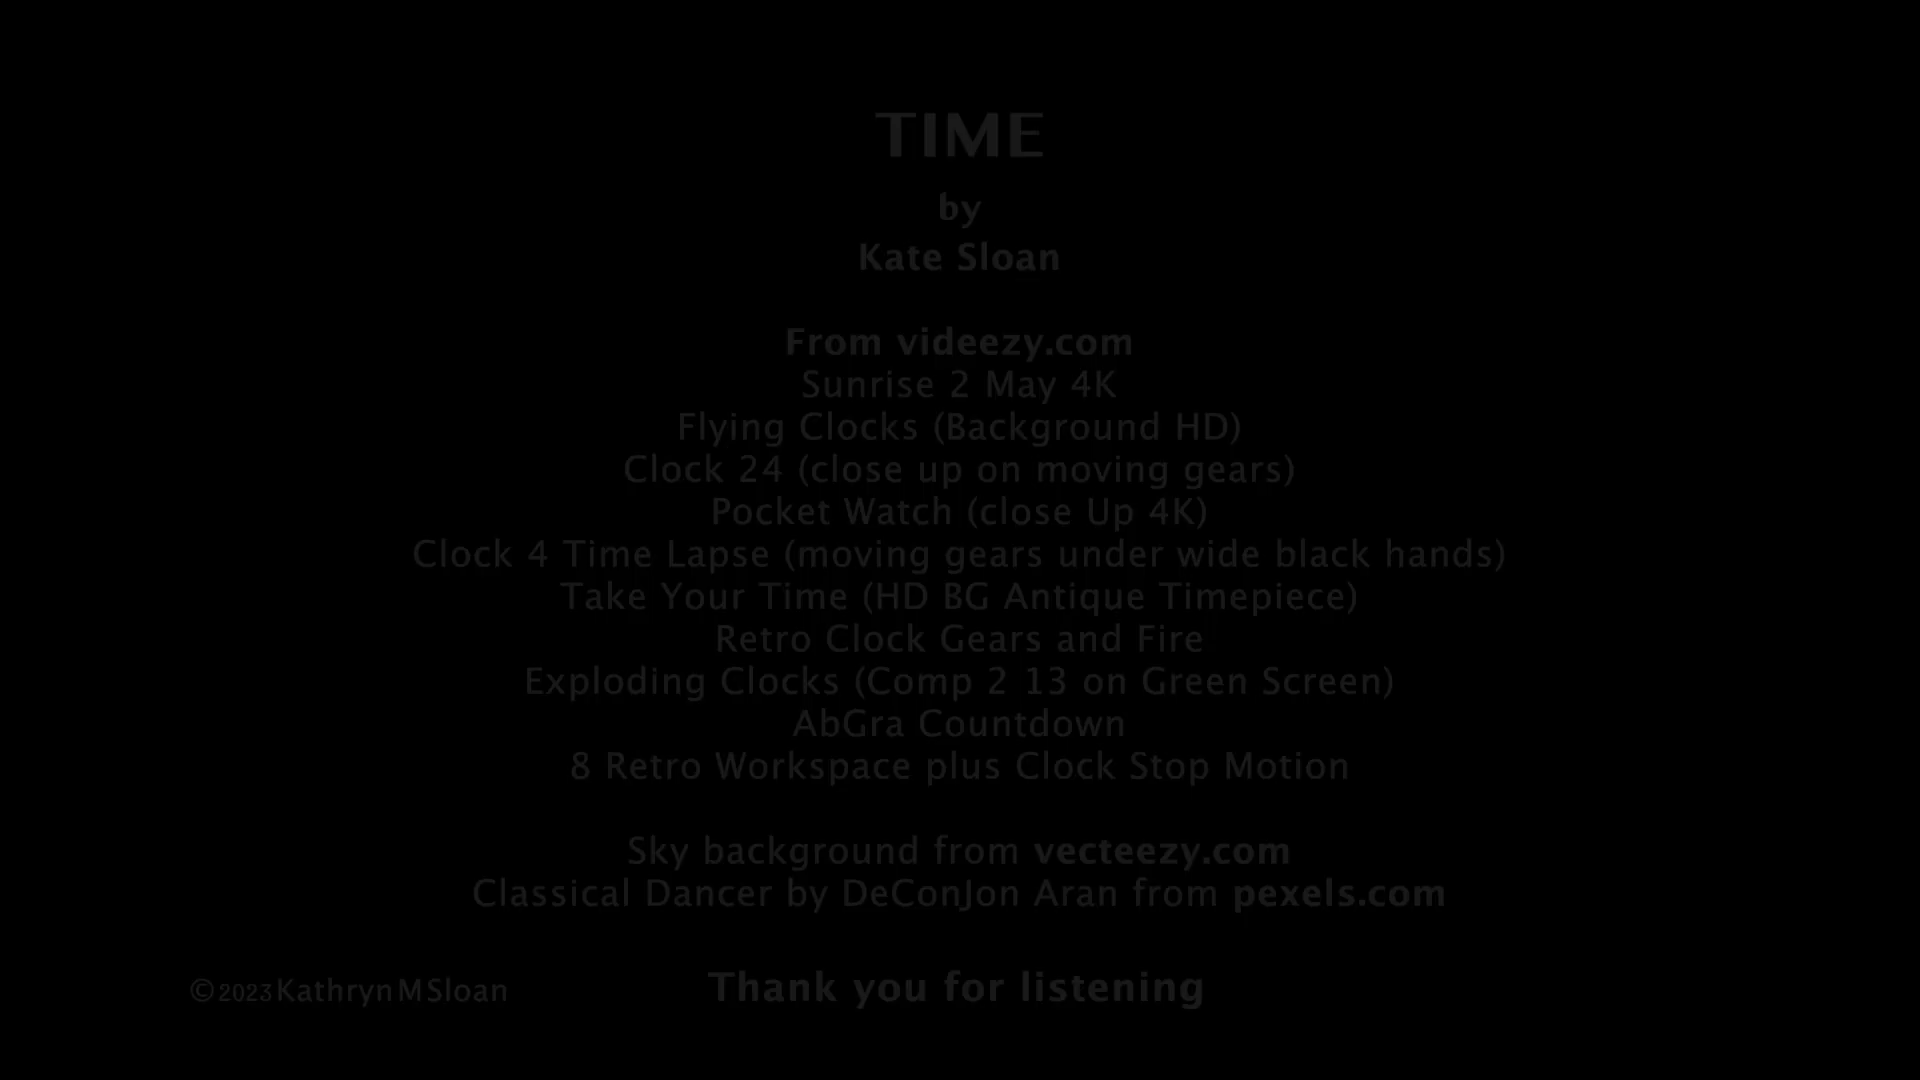 TIME
by
Kate Sloan
From videezy.com
Sunrise 2 May 4K
Flying Clocks (Background HD)
Clock 24 (close up on moving gears)
Pocket Watch (close Up 4K)
Clock 4 Time Lapse (moving gears under wide black hands)
Take Your Time (HD BG Antique Timepiece)
Retro Clock Gears and Fire
Exploding Clocks (Comp 2 13 on Green Screen)
AbGra Countdown
8 Retro Workspace plus Clock Stop Motion
Sky background from vecteezy.com
Classical Dancer by DeConJon Aran from pexels.com
©2023KathrynMSloan
Thank you for listening